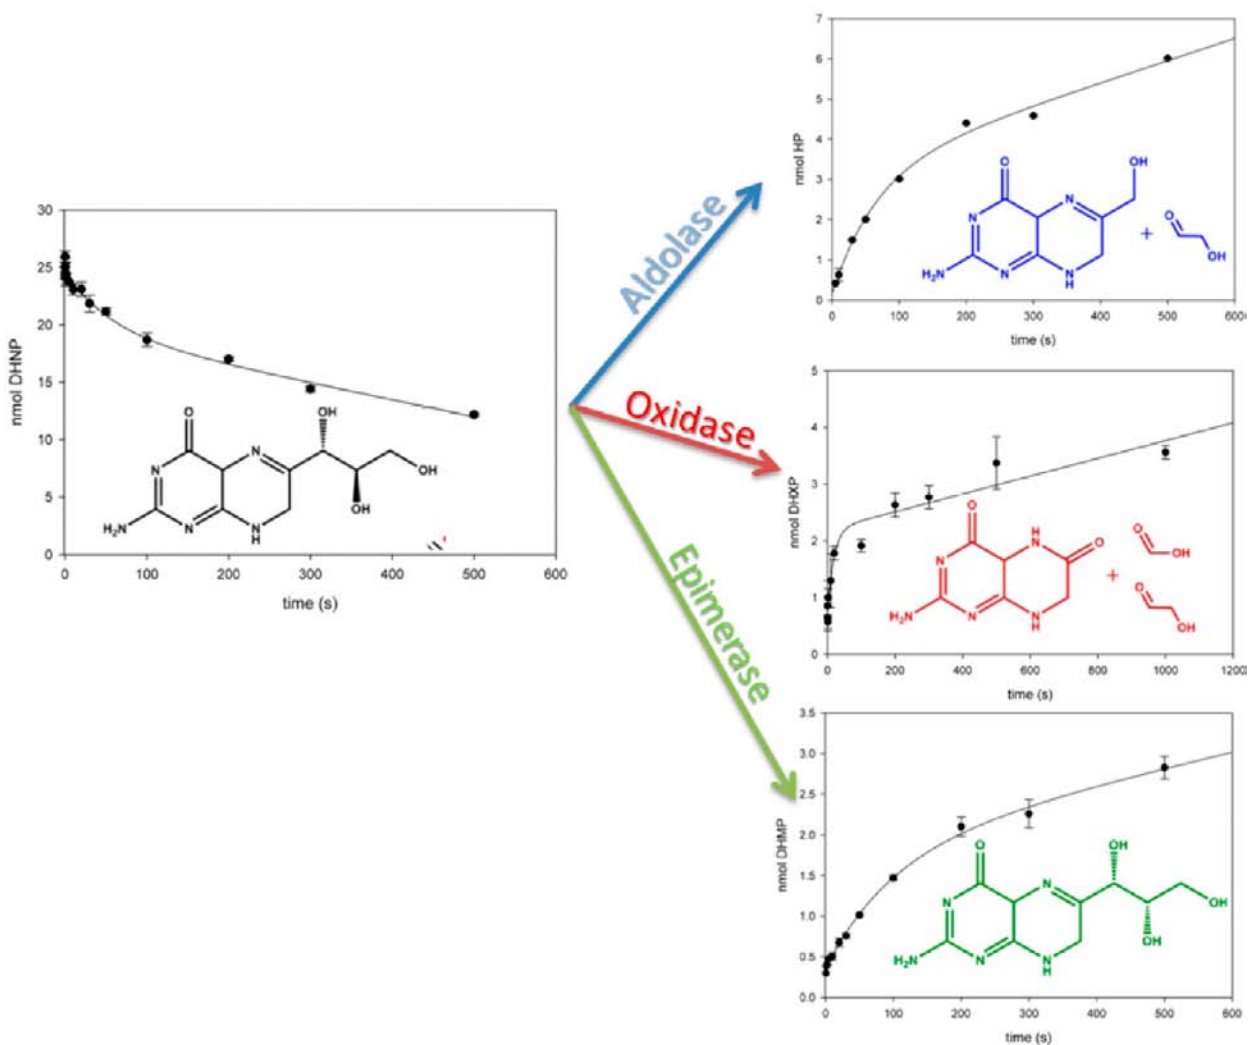 30
25
20
15
10
5
0
nmol DHNP
0 100 200 300 400 500 600
time (s)
O
N
N
H₂N
N
N
H
OH
OH
OH
Aldolase
Oxidase
Epimerase
7
6
5
4
3
2
1
0
nmol HP
0 100 200 300 400 500 600
time (s)
O
N
N
H₂N
N
N
H
OH
+
O
OH
5
4
3
2
1
0
nmol DHXP
0 200 400 600 800 1000 1200
time (s)
O
H
N
O
N
H₂N
N
N
H
+
O
OH
O
OH
3.5
3.0
2.5
2.0
1.5
1.0
0.5
0.0
nmol DHMP
0 100 200 300 400 500 600
time (s)
O
N
N
H₂N
N
N
H
OH
OH
OH